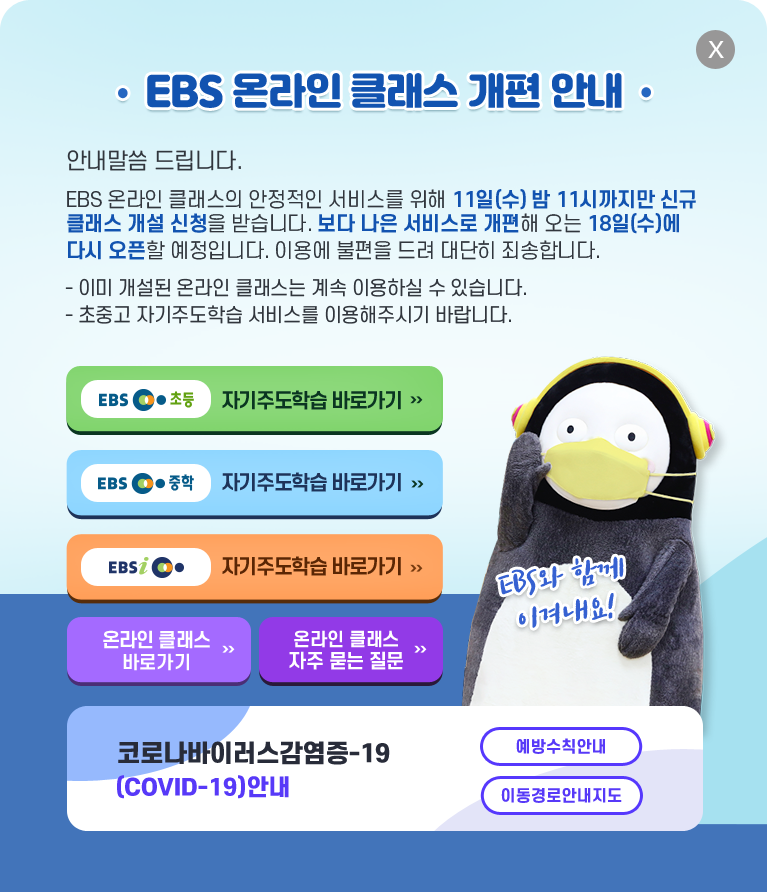 X
· EBS 온라인 클래스 개편 안내 ·
안내말씀 드립니다.
EBS 온라인 클래스의 안정적인 서비스를 위해 11일(수) 밤 11시까지만 신규
클래스 개설 신청을 받습니다. 보다 나은 서비스로 개편해 오는 18일(수)에
다시 오픈할 예정입니다. 이용에 불편을 드려 대단히 죄송합니다.
- 이미 개설된 온라인 클래스는 계속 이용하실 수 있습니다.
- 초중고 자기주도학습 서비스를 이용해주시기 바랍니다.
EBS 초등 자기주도학습 바로가기 »
EBS 중학 자기주도학습 바로가기 »
EBSi 자기주도학습 바로가기 »
온라인 클래스
바로가기 »
온라인 클래스
자주 묻는 질문 »
EBS와 함께
이겨내요!
코로나바이러스감염증-19
(COVID-19)안내
예방수칙안내
이동경로안내지도